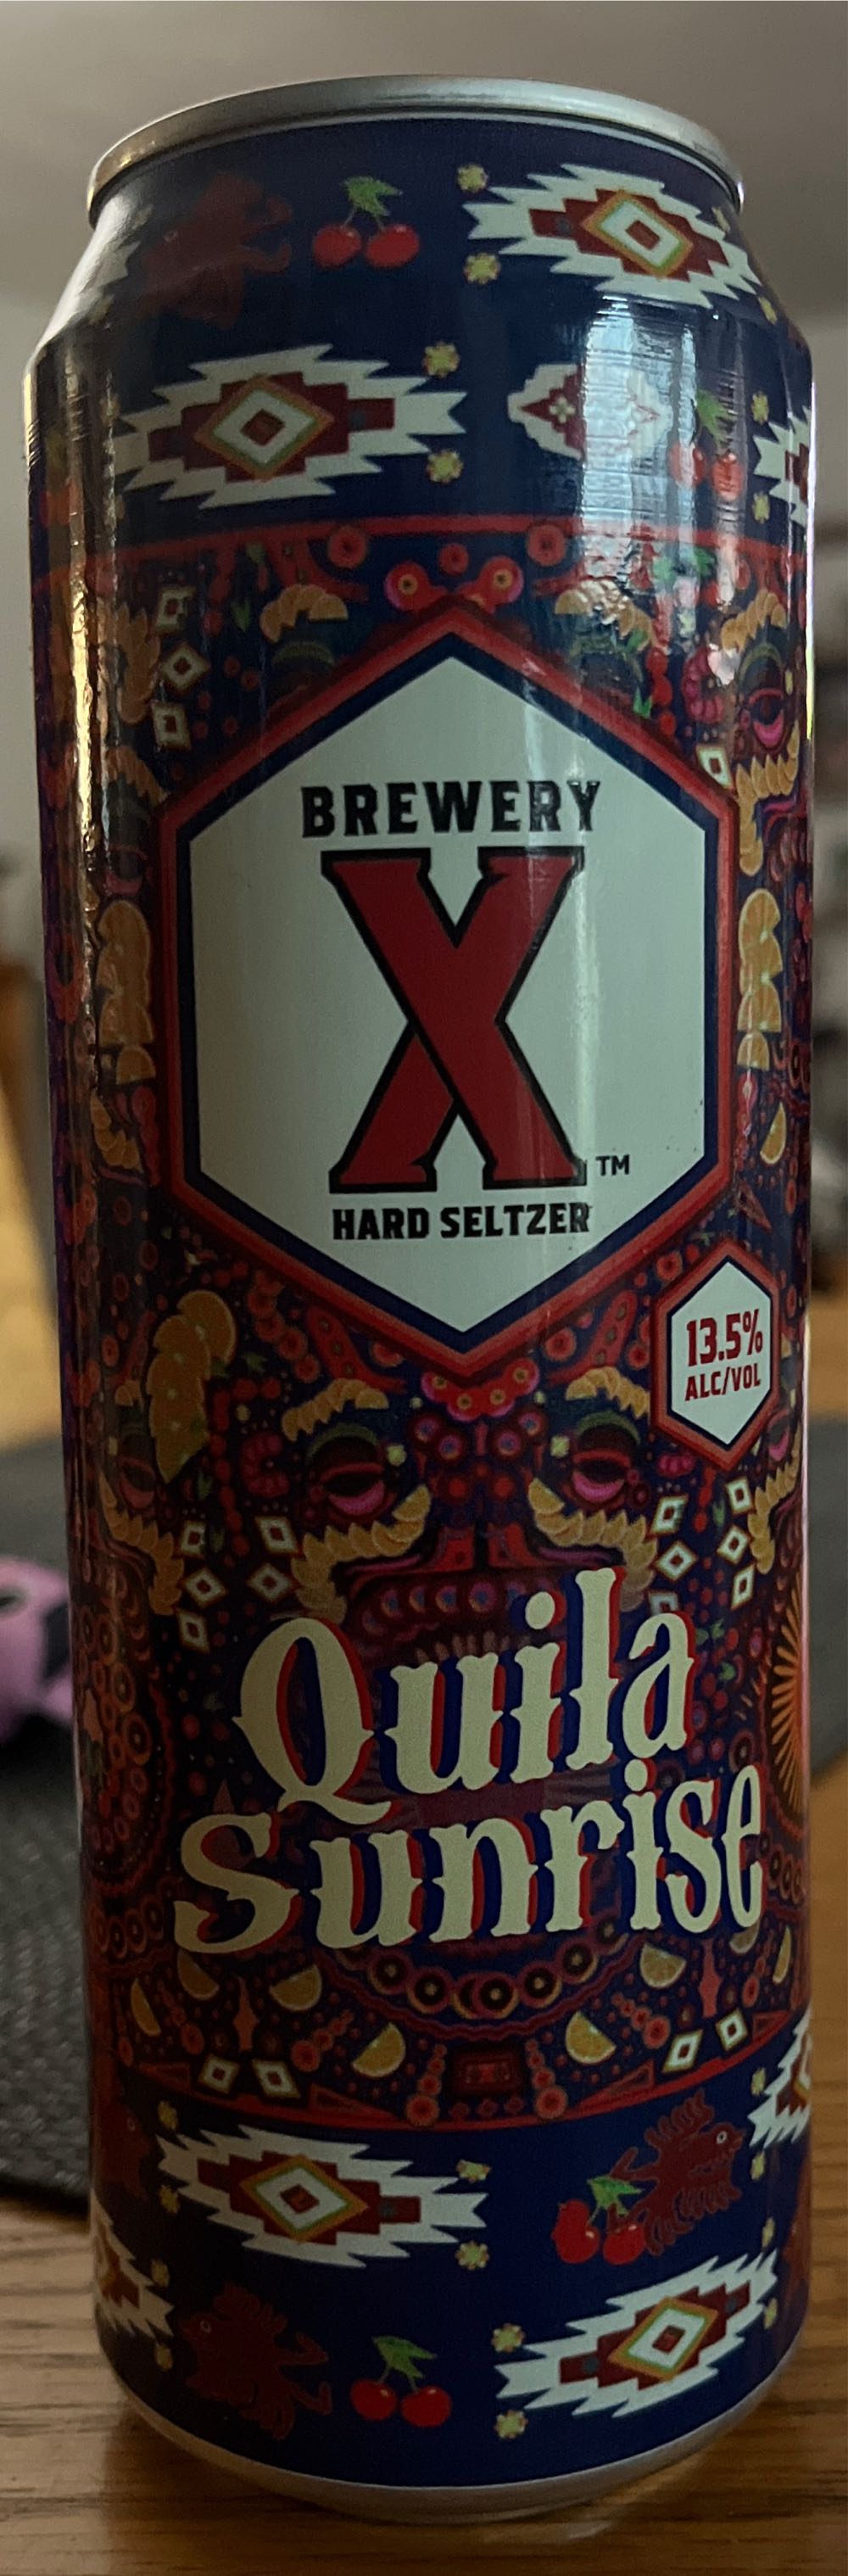 BREWERY
X
TM
HARD SELTZER
13.5%
ALC/VOL
Quila
Sunrise